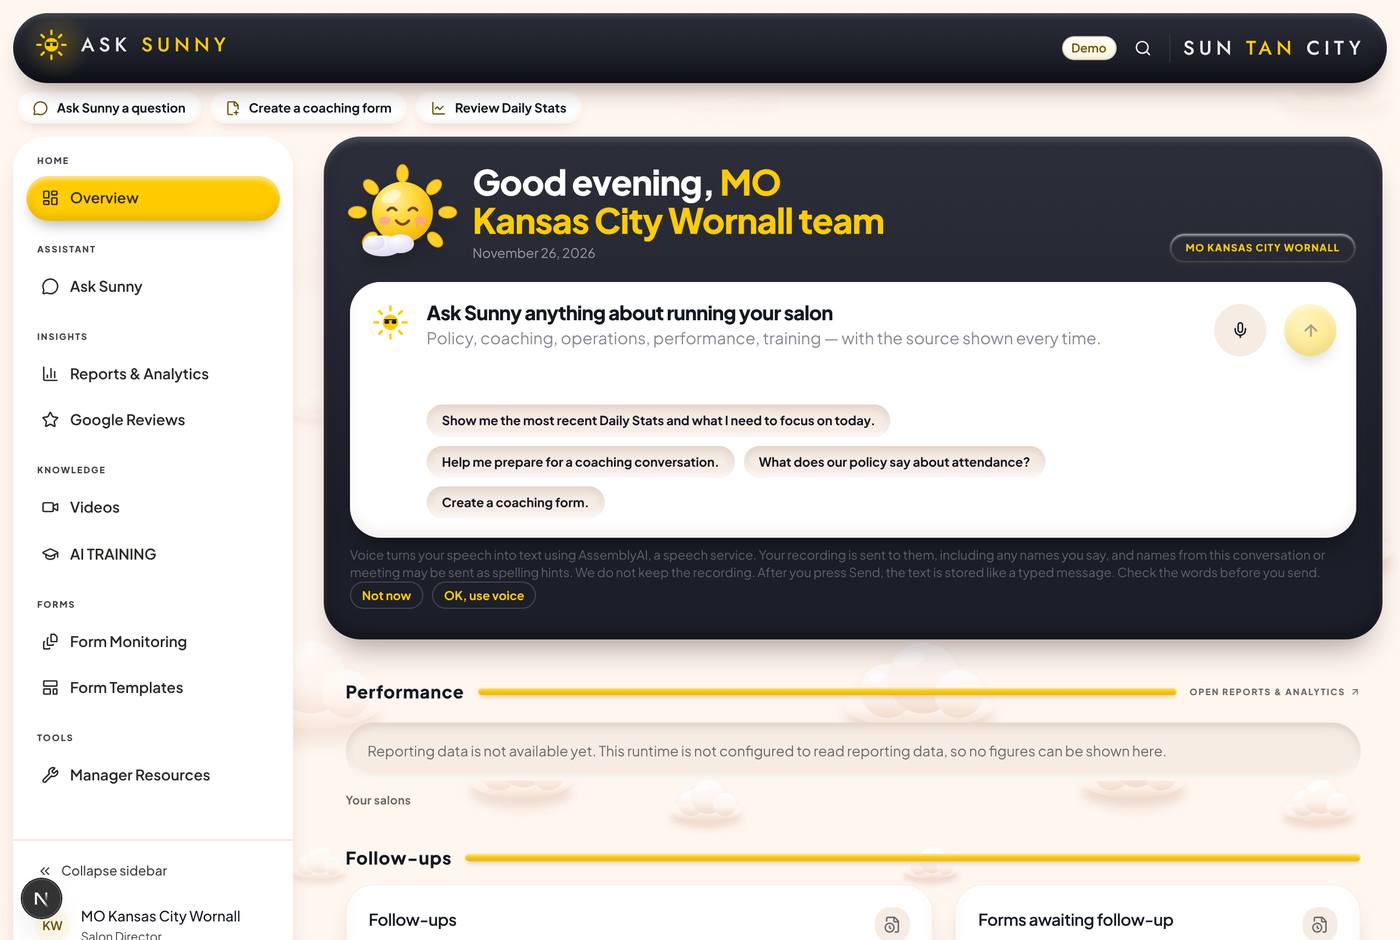 ASK SUNNY
Demo
SUN TAN CITY
Ask Sunny a question
Create a coaching form
Review Daily Stats
HOME
Overview
ASSISTANT
Ask Sunny
INSIGHTS
Reports & Analytics
Google Reviews
KNOWLEDGE
Videos
AI TRAINING
FORMS
Form Monitoring
Form Templates
TOOLS
Manager Resources
Collapse sidebar
N
KW
MO Kansas City Wornall
Salon Director
Good evening, MO
Kansas City Wornall team
November 26, 2026
MO KANSAS CITY WORNALL
Ask Sunny anything about running your salon
Policy, coaching, operations, performance, training — with the source shown every time.
Show me the most recent Daily Stats and what I need to focus on today.
Help me prepare for a coaching conversation.
What does our policy say about attendance?
Create a coaching form.
Voice turns your speech into text using AssemblyAI, a speech service. Your recording is sent to them, including any names you say, and names from this conversation or
meeting may be sent as spelling hints. We do not keep the recording. After you press Send, the text is stored like a typed message. Check the words before you send.
Not now
OK, use voice
Performance
OPEN REPORTS & ANALYTICS
Reporting data is not available yet. This runtime is not configured to read reporting data, so no figures can be shown here.
Your salons
Follow-ups
Follow-ups
Forms awaiting follow-up